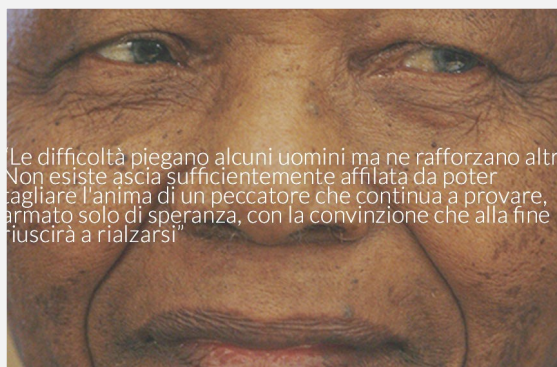 “Le difficoltà piegano alcuni uomini ma ne rafforzano altr
Non esiste ascia sufficientemente affilata da poter
tagliare l'anima di un peccatore che continua a provare,
armato solo di speranza, con la convinzione che alla fine
riuscirà a rialzarsi”